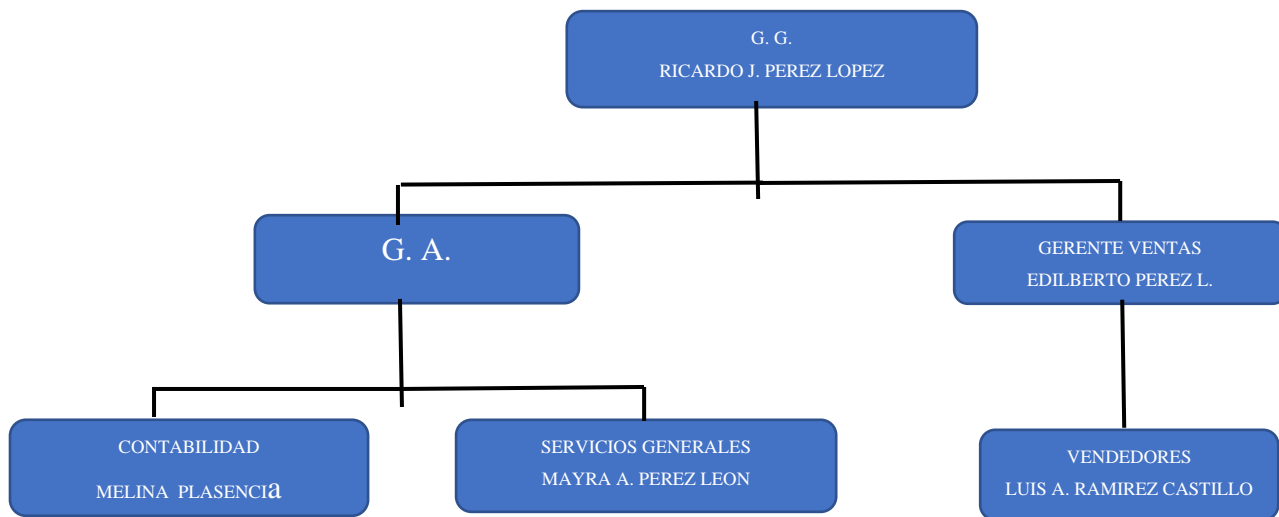 G. G.
RICARDO J. PEREZ LOPEZ
G. A.
GERENTE VENTAS
EDILBERTO PEREZ L.
CONTABILIDAD
MELINA PLASENCIa
SERVICIOS GENERALES
MAYRA A. PEREZ LEON
VENDEDORES
LUIS A. RAMIREZ CASTILLO